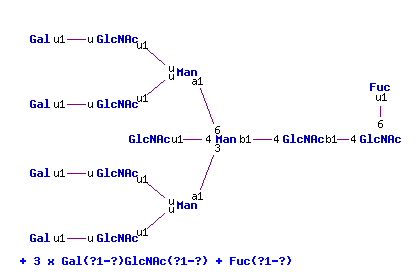 Gal u1 u GlcNAc u1
u Man a1
u
Gal u1 u GlcNAc u1
Fuc u1
6
GlcNAc u1 4 Man b1 4 GlcNAc b1 4 GlcNAc
6
3
Gal u1 u GlcNAc u1
u Man a1
u
Gal u1 u GlcNAc u1
+ 3 x Gal(?1-?)GlcNAc(?1-?) + Fuc(?1-?)